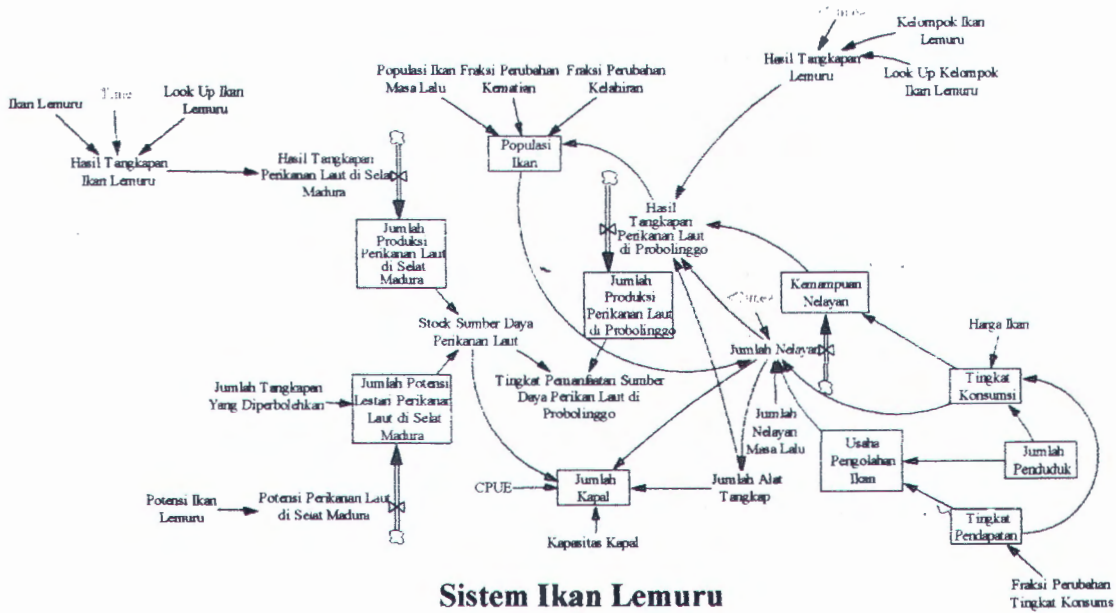 <Time>
Kelompok Ikan
Lemuru
Hasil Tangkapan
Lemuru
Look Up Kelompok
Ikan Lemuru
Populasi Ikan
Masa Lalu
Fraksi Perubahan
Kematian
Fraksi Perubahan
Kelahiran
Ikan Lemuru
Time
Look Up Ikan
Lemuru
Hasil Tangkapan
Ikan Lemuru
Hasil Tangkapan
Perikanan Laut di Selat
Madura
Populasi
Ikan
Jumlah
Produksi
Perikanan Laut
di Selat
Madura
Hasil
Tangkapan
Perikanan Laut
di Probolinggo
Jumlah
Produksi
Perikanan Laut
di Probolinggo
Kemampuan
Nelayan
<Time>
Stock Sumber Daya
Perikanan Laut
Jumlah Nelayan
Harga Ikan
Tingkat Pemanfaatan Sumber
Daya Perikan Laut di
Probolinggo
Jumlah Tangkapan
Yang Diperbolehkan
Jumlah Potensi
Lestari Perikanan
Laut di Selat
Madura
Tingkat
Konsumsi
Jumlah
Nelayan
Masa Lalu
Usaha
Pengolahan
Ikan
Jumlah
Penduduk
CPUE
Jumlah
Kapal
Jumlah Alat
Tangkap
Potensi Ikan
Lemuru
Potensi Perikanan Laut
di Selat Madura
Tingkat
Pendapatan
Kapasitas Kapal
Fraksi Perubahan
Tingkat Konsums
Sistem Ikan Lemuru